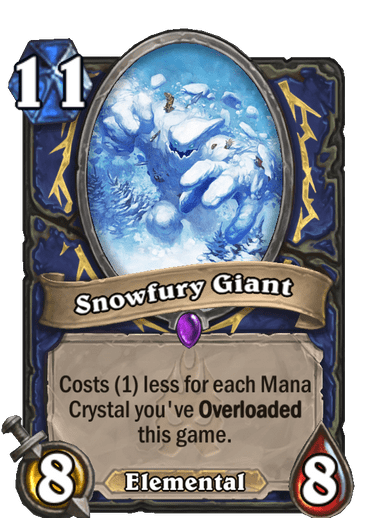 11
Snowfury Giant
Costs (1) less for each Mana
Crystal you've Overloaded
this game.
8
Elemental
8